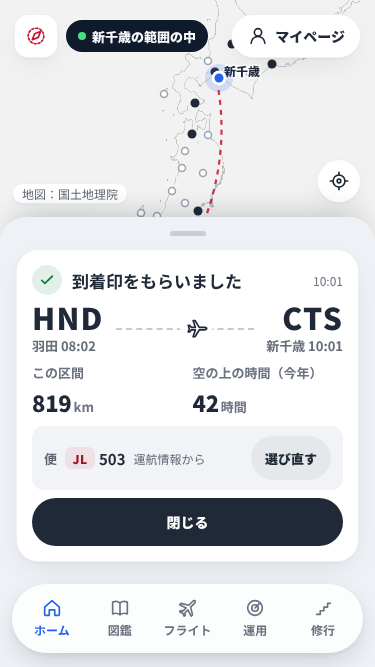 新千歳の範囲の中
マイページ
新千歳
地図：国土地理院
到着印をもらいました
10:01
HND
CTS
羽田 08:02
新千歳 10:01
この区間
空の上の時間（今年）
819 km
42 時間
便 JL 503 運航情報から
選び直す
閉じる
ホーム
図鑑
フライト
運用
修行